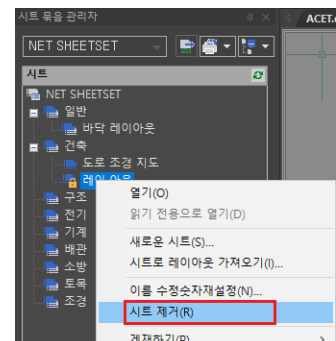 시트 묶음 관리자
ACET.d
NET SHEETSET
시트
NET SHEETSET
일반
바닥 레이아웃
건축
도로 조경 지도
레이아웃
구조
전기
기계
배관
소방
토목
조경
열기(O)
읽기 전용으로 열기(D)
새로운 시트(S)...
시트로 레이아웃 가져오기(I)...
이름 수정숫자재설정(N)...
시트 제거(R)
게재하기(P)